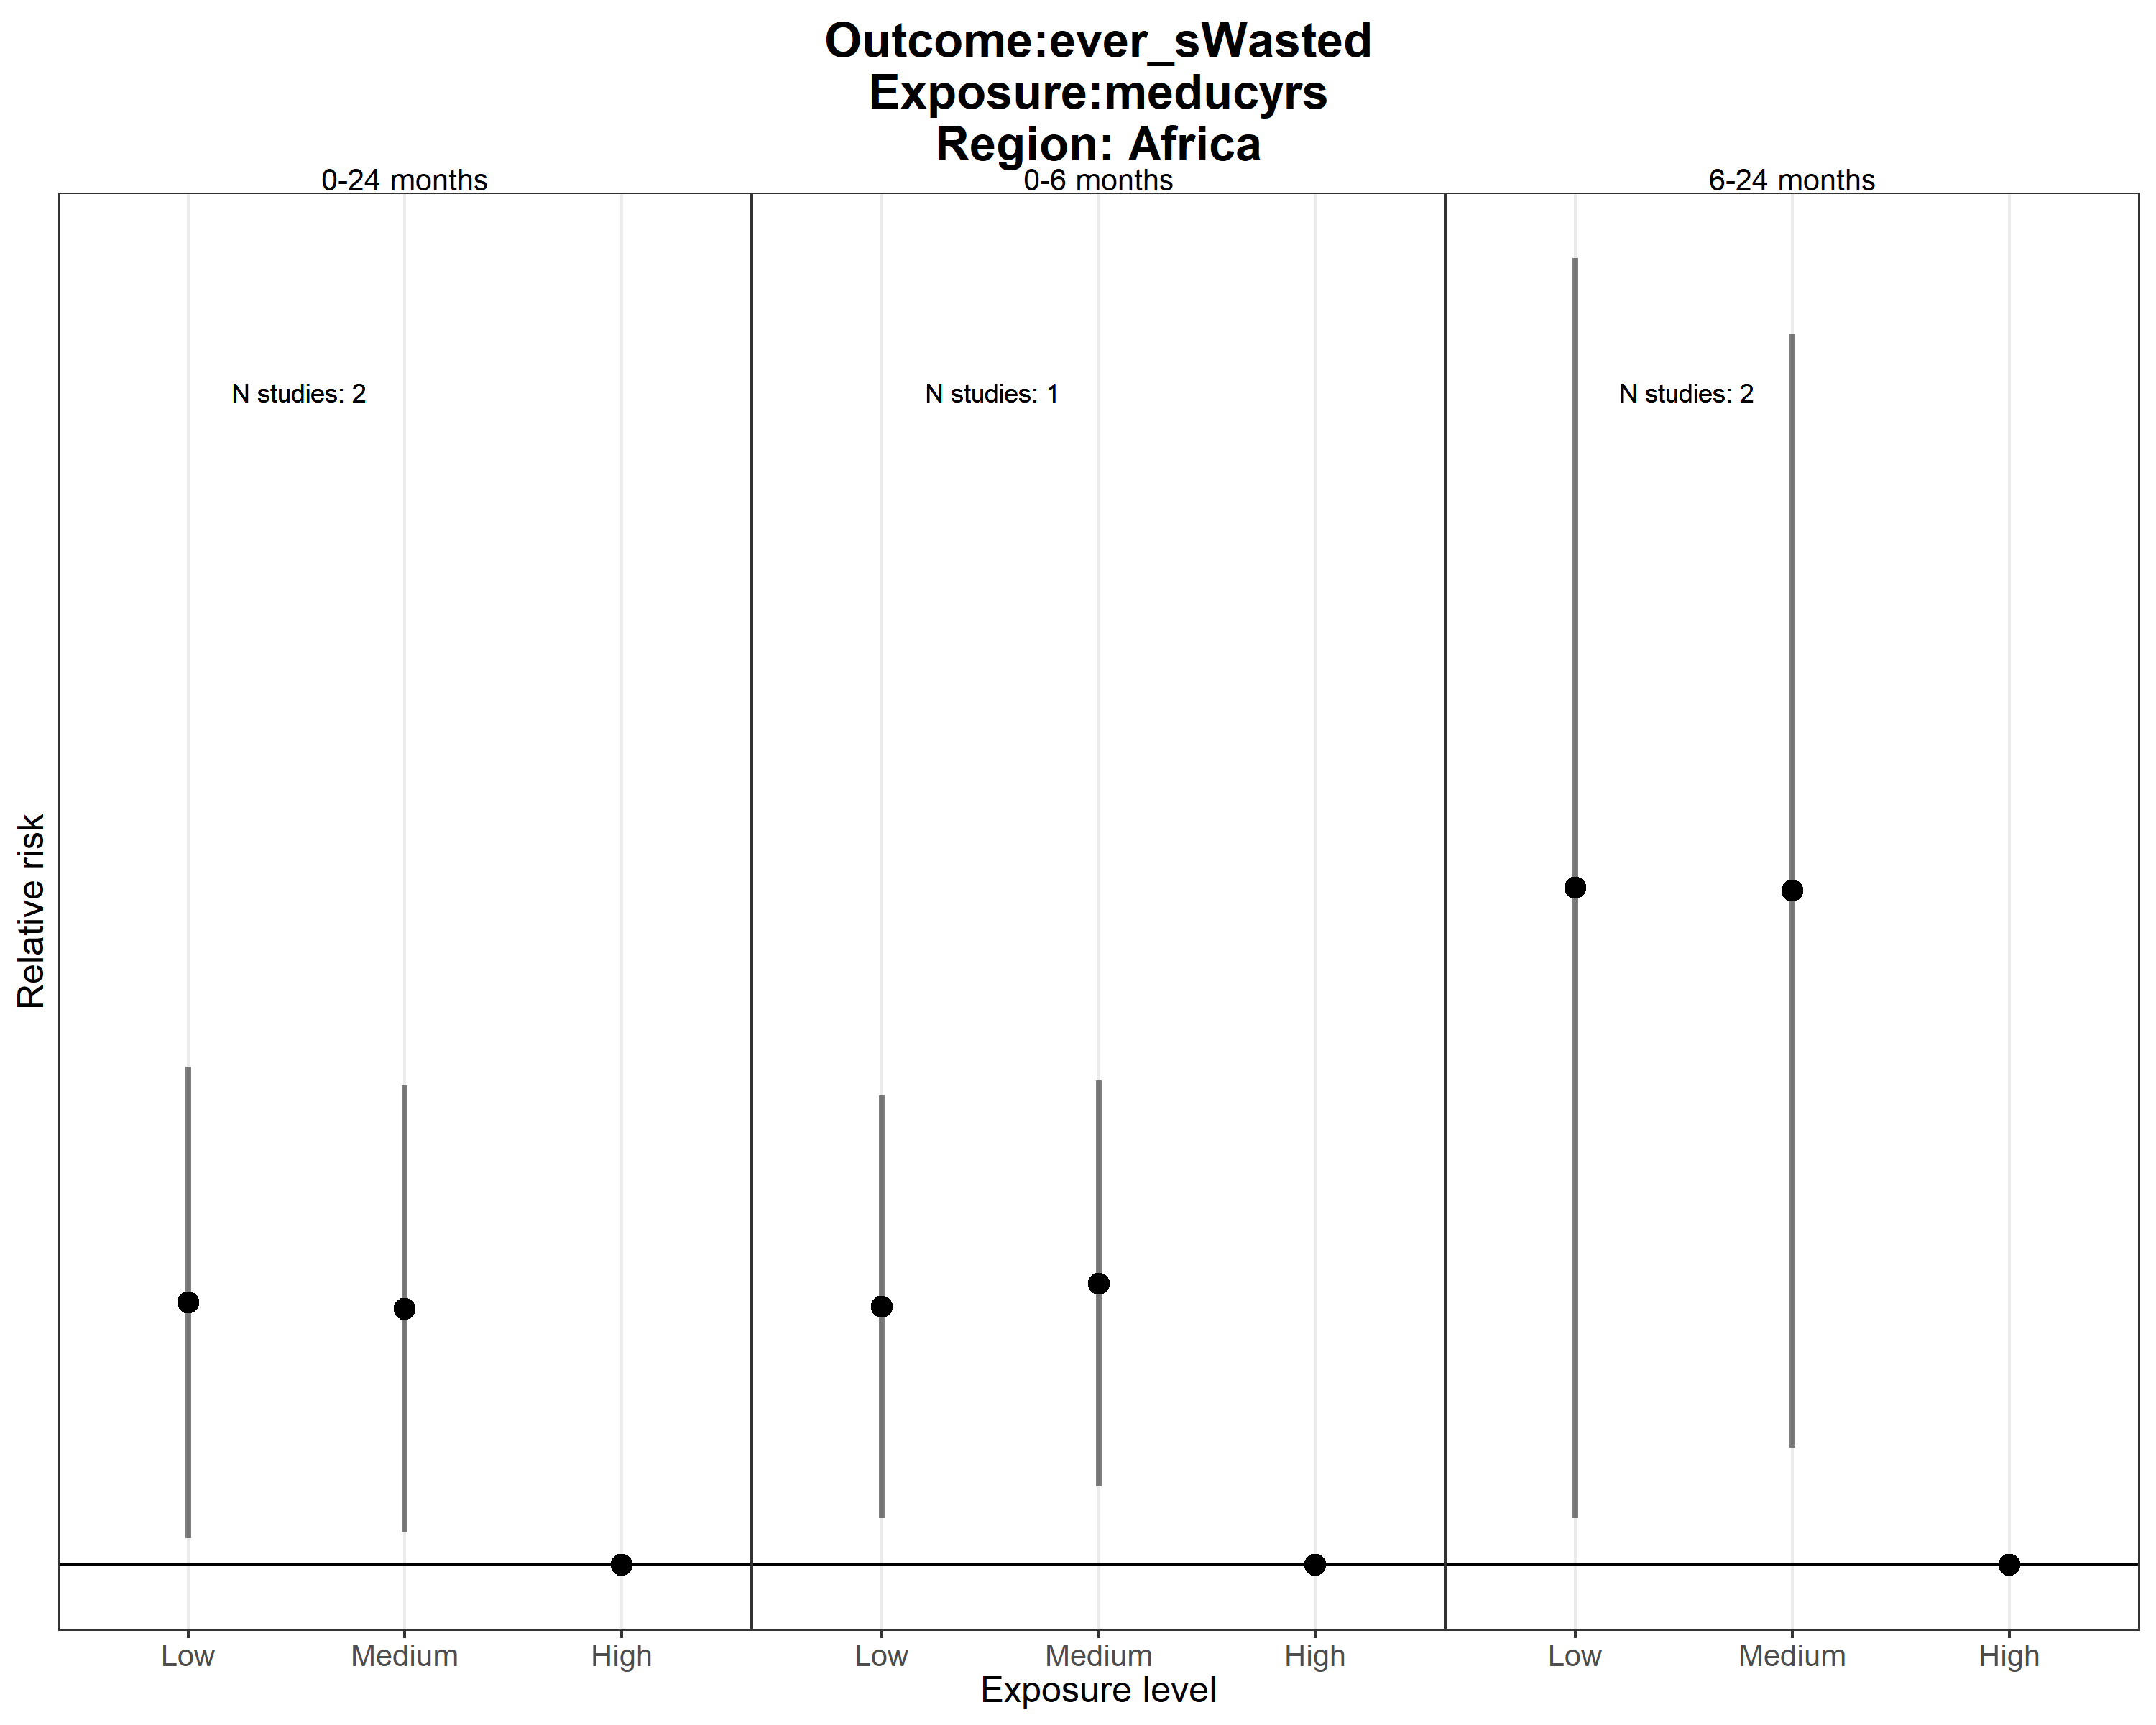 Outcome:ever_sWasted
Exposure:meducyrs
Region: Africa
0-24 months
0-6 months
6-24 months
N studies: 2
N studies: 1
N studies: 2
Relative risk
Low
Medium
High
Low
Medium
High
Low
Medium
High
Exposure level